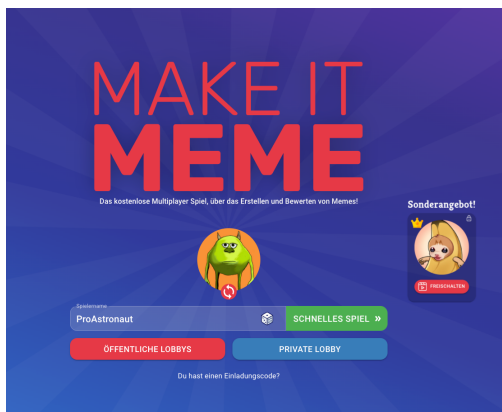 MAKE IT
MEME
Das kostenlose Multiplayer Spiel, über das Erstellen und Bewerten von Memes!
Sonderangebot!
FREISCHALTEN
Spielername
ProAstronaut
SCHNELLES SPIEL »
ÖFFENTLICHE LOBBYS
PRIVATE LOBBY
Du hast einen Einladungscode?